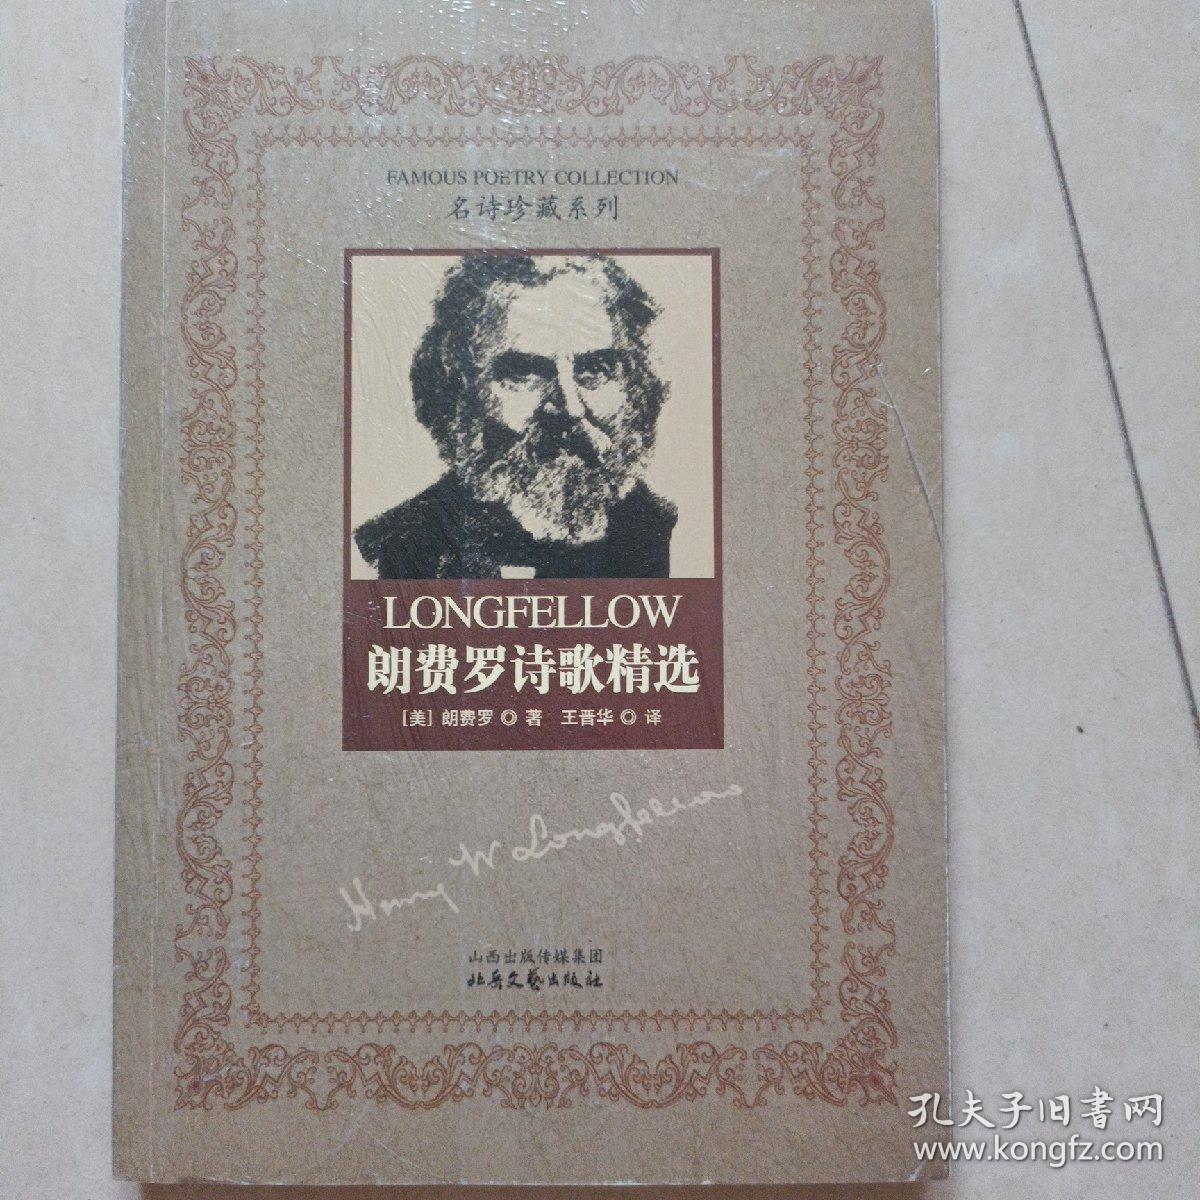 FAMOUS POETRY COLLECTION
名诗珍藏系列
LONGFELLOW
朗费罗诗歌精选
[美] 朗费罗◎著 王晋华◎译
Henry W Longfellow
山西出版传媒集团
北岳文艺出版社
孔夫子旧書网
www.kongfz.com